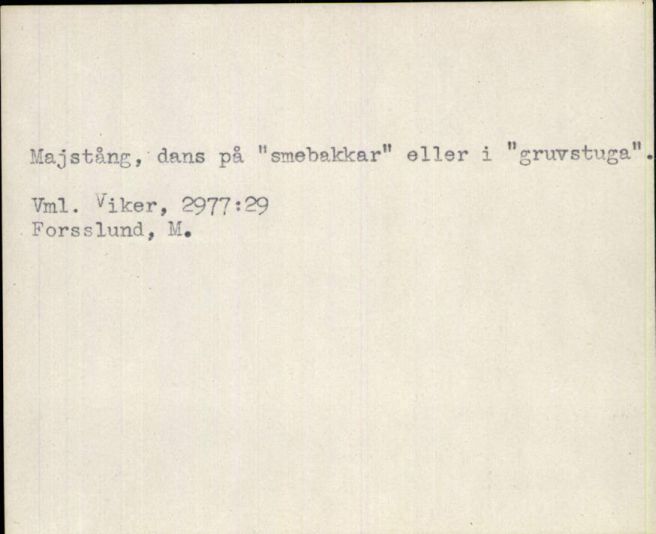 Majstång, dans på "smebakkar" eller i "gruvstuga".
Vml. Viker, 2977:29
Forsslund, M.